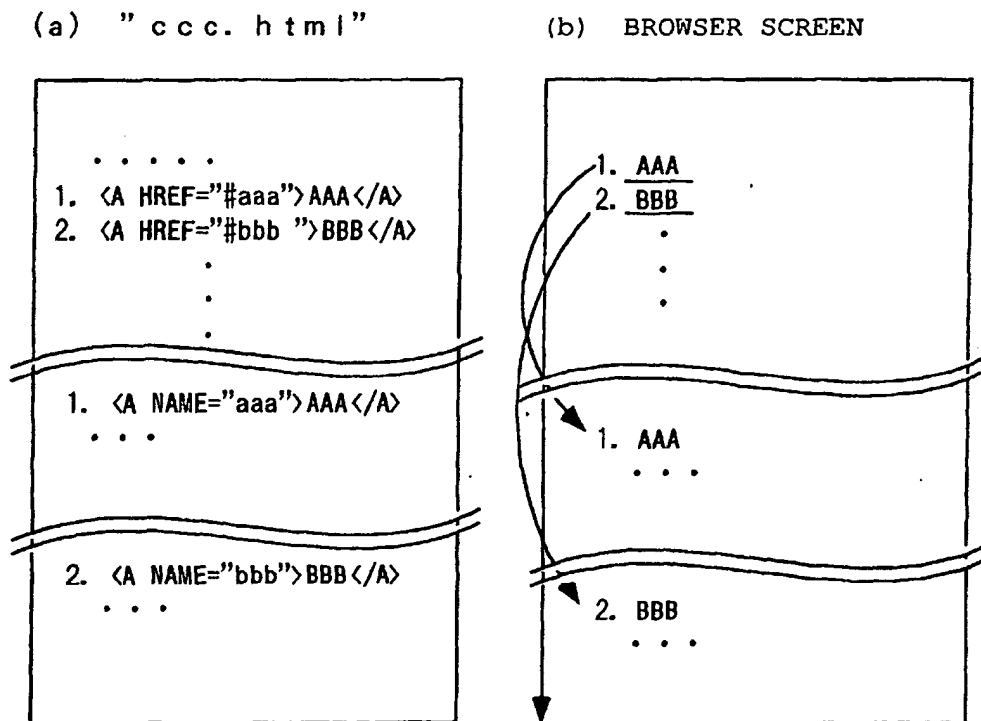 (a) "ccc.html"
. . . . .
1. <A HREF="#aaa">AAA</A>
2. <A HREF="#bbb ">BBB</A>
.
.
.
1. <A NAME="aaa">AAA</A>
. . .
2. <A NAME="bbb">BBB</A>
. . .
(b) BROWSER SCREEN
1. AAA
2. BBB
.
.
.
1. AAA
. . .
2. BBB
. . .